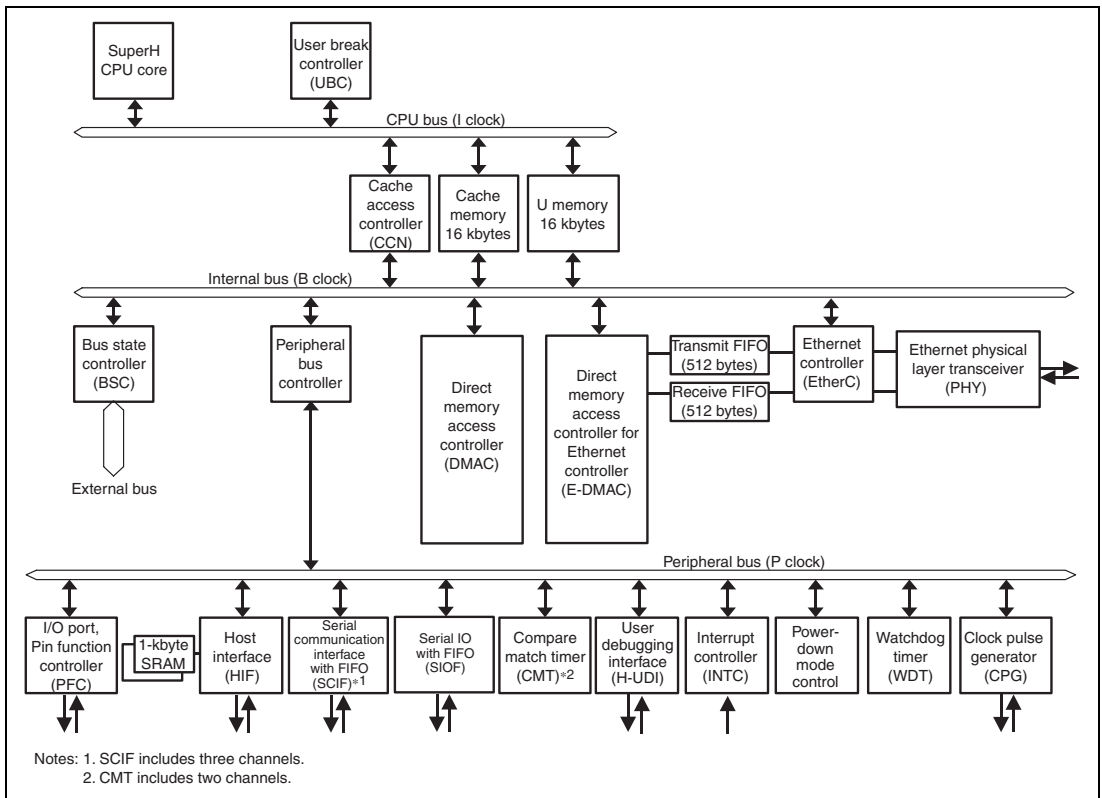 SuperH
CPU core
User break
controller
(UBC)
CPU bus (I clock)
Cache
access
controller
(CCN)
Cache
memory
16 kbytes
U memory
16 kbytes
Internal bus (B clock)
Bus state
controller
(BSC)
Peripheral
bus
controller
Direct
memory
access
controller
(DMAC)
Direct
memory
access
controller for
Ethernet
controller
(E-DMAC)
Transmit FIFO
(512 bytes)
Receive FIFO
(512 bytes)
Ethernet
controller
(EtherC)
Ethernet physical
layer transceiver
(PHY)
External bus
Peripheral bus (P clock)
I/O port,
Pin function
controller
(PFC)
1-kbyte
SRAM
Host
interface
(HIF)
Serial
communication
interface
with FIFO
(SCIF)*1
Serial IO
with FIFO
(SIOF)
Compare
match timer
(CMT)*2
User
debugging
interface
(H-UDI)
Interrupt
controller
(INTC)
Power-
down
mode
control
Watchdog
timer
(WDT)
Clock pulse
generator
(CPG)
Notes: 1. SCIF includes three channels.
2. CMT includes two channels.